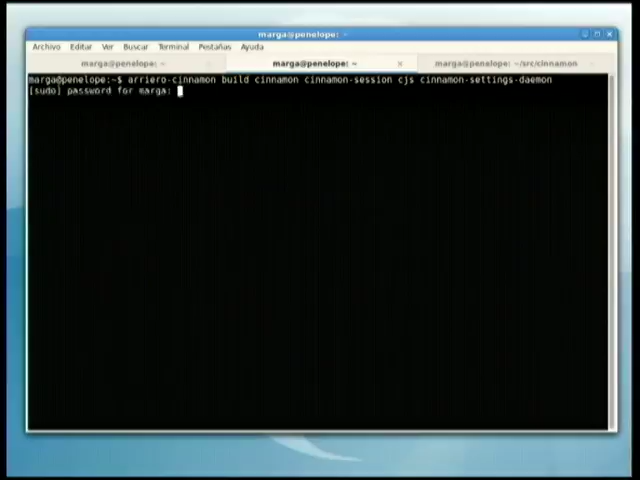 marga@penelope: ~
Archivo Editar Ver Buscar Terminal Pestañas Ayuda
marga@penelope: ~ marga@penelope: ~ marga@penelope: ~/src/cinnamon
marga@penelope:~$ arriero-cinnamon build cinnamon cinnamon-session cjs cinnamon-settings-daemon
[sudo] password for marga: